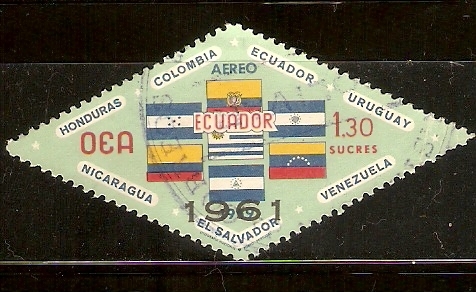 HONDURAS
COLOMBIA
ECUADOR
URUGUAY
AEREO
OEA
ECUADOR
1.30
SUCRES
NICARAGUA
VENEZUELA
1961
EL SALVADOR